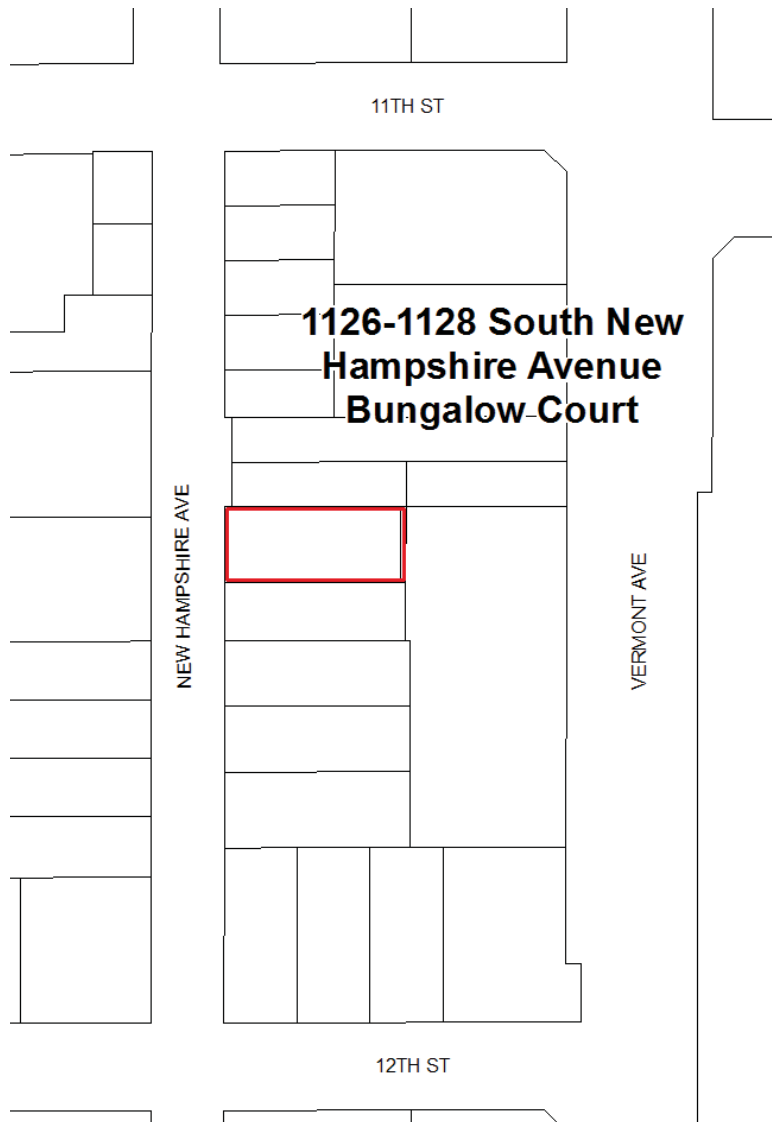 11TH ST
1126-1128 South New
Hampshire Avenue
Bungalow Court
NEW HAMPSHIRE AVE
VERMONT AVE
12TH ST